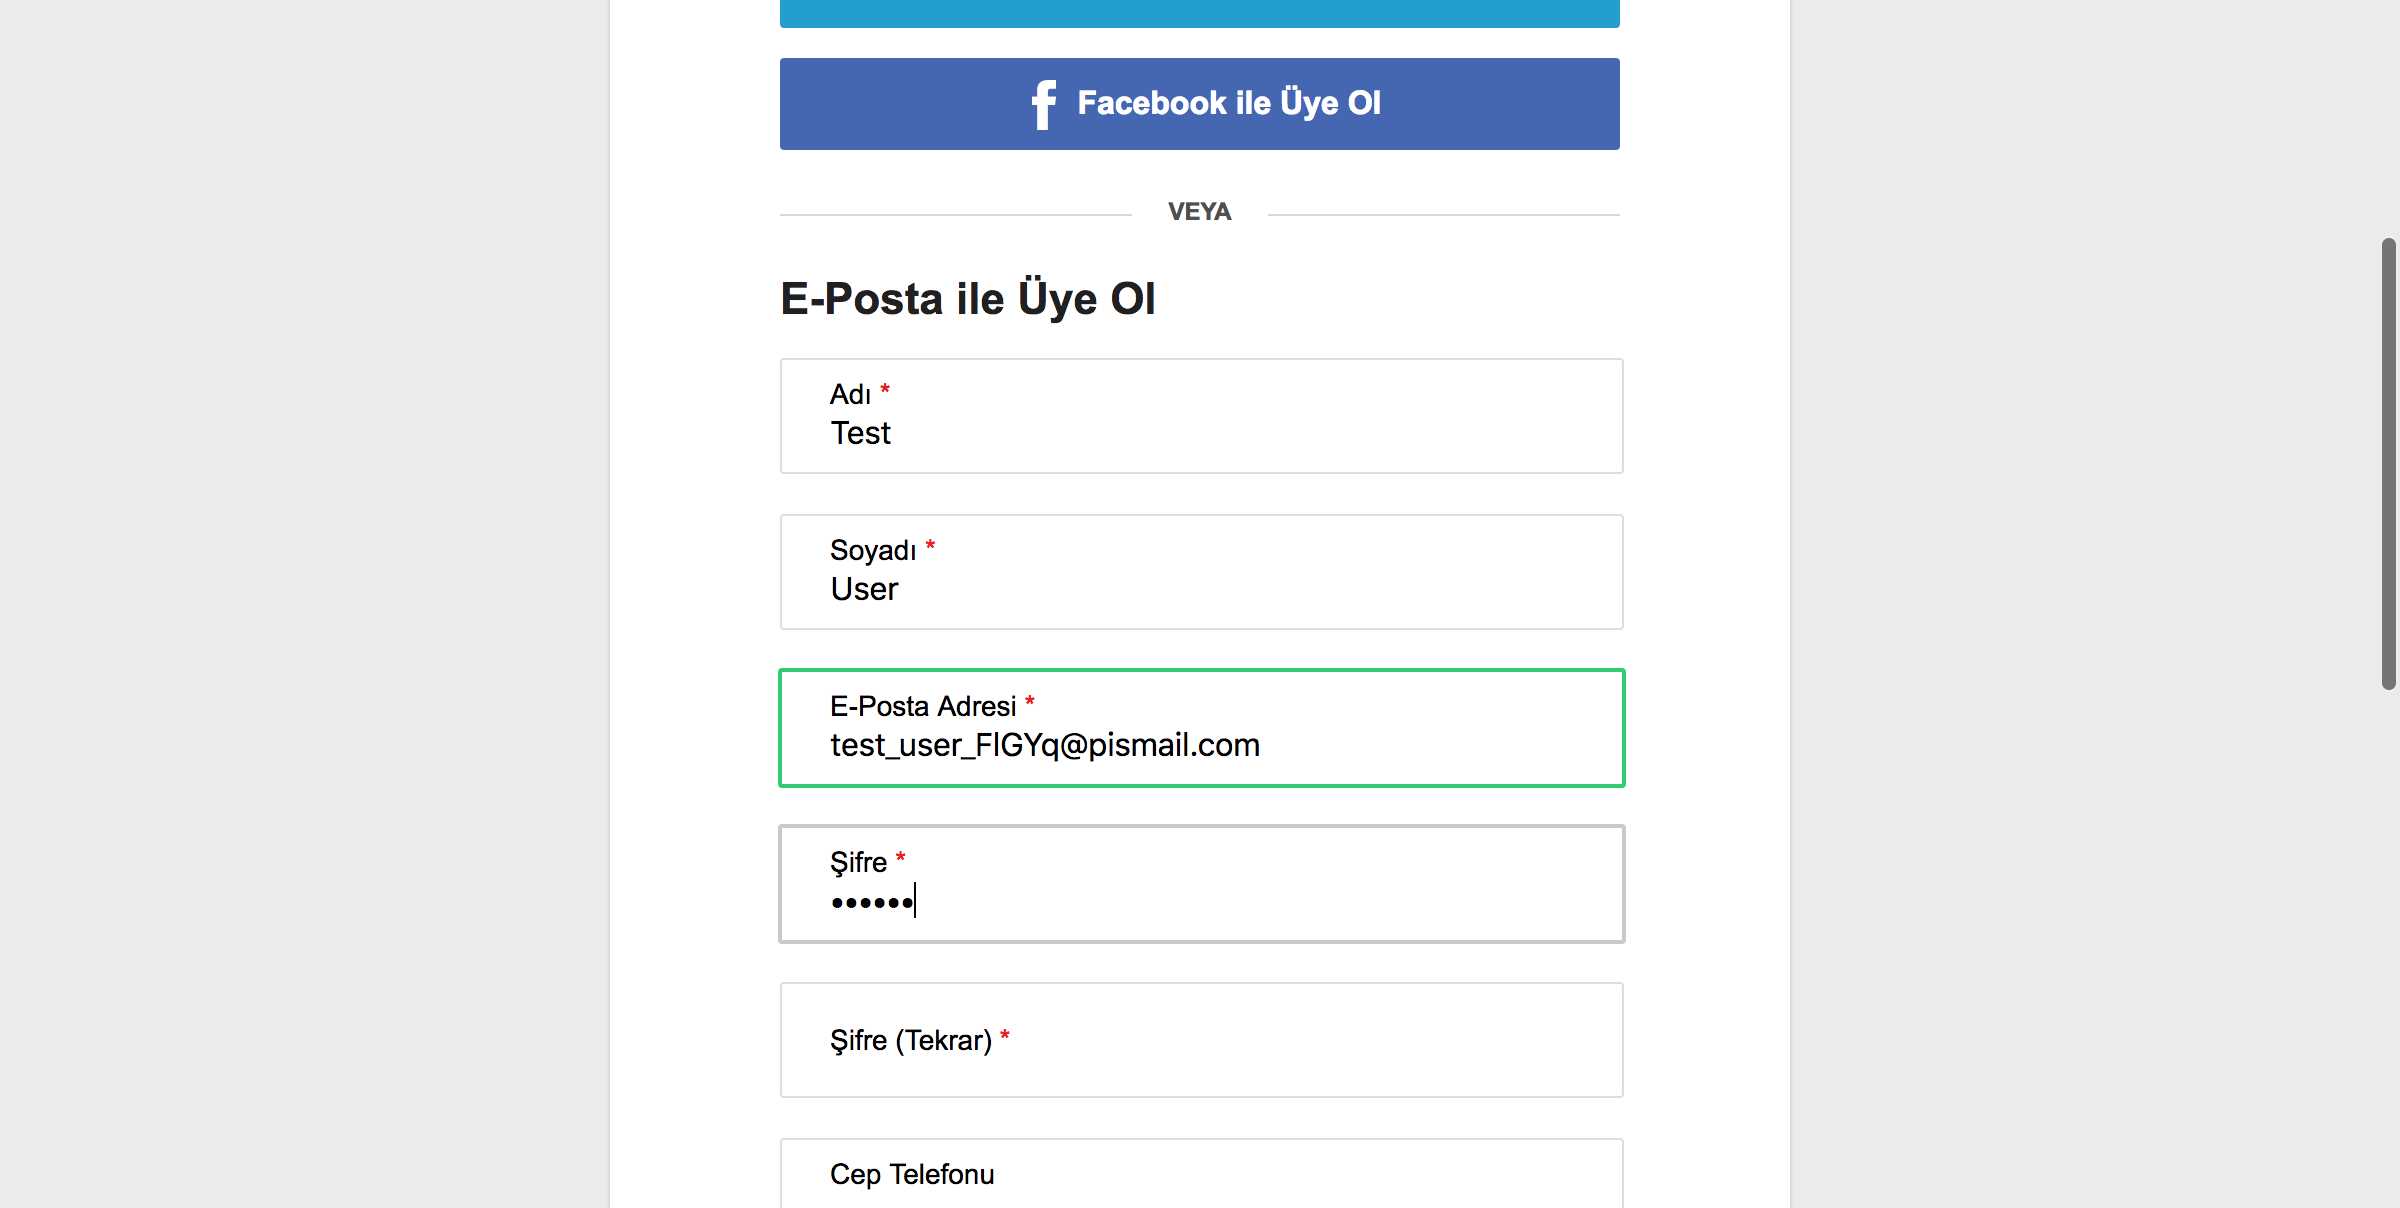 Facebook ile Üye Ol
VEYA
E-Posta ile Üye Ol
Adı *
Test
Soyadı *
User
E-Posta Adresi *
test_user_FlGYq@pismail.com
Şifre *
••••••
Şifre (Tekrar) *
Cep Telefonu